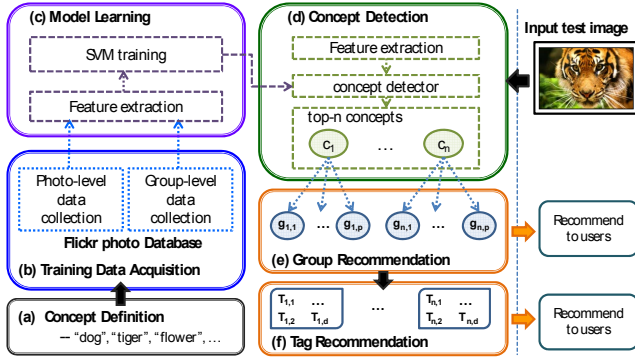 (c) Model Learning
SVM training
Feature extraction
Photo-level
data
collection
Group-level
data
collection
Flickr photo Database
(b) Training Data Acquisition
(a) Concept Definition
-- “dog”, “tiger”, “flower”, ...
(d) Concept Detection
Feature extraction
concept detector
top-n concepts
c1 ... cn
g1,1 ... g1,p gn,1 ... gn,p
(e) Group Recommendation
T1,1 ...
T1,2 T1,d
...
Tn,1 ...
Tn,2 Tn,d
(f) Tag Recommendation
Input test image
Recommend
to users
Recommend
to users